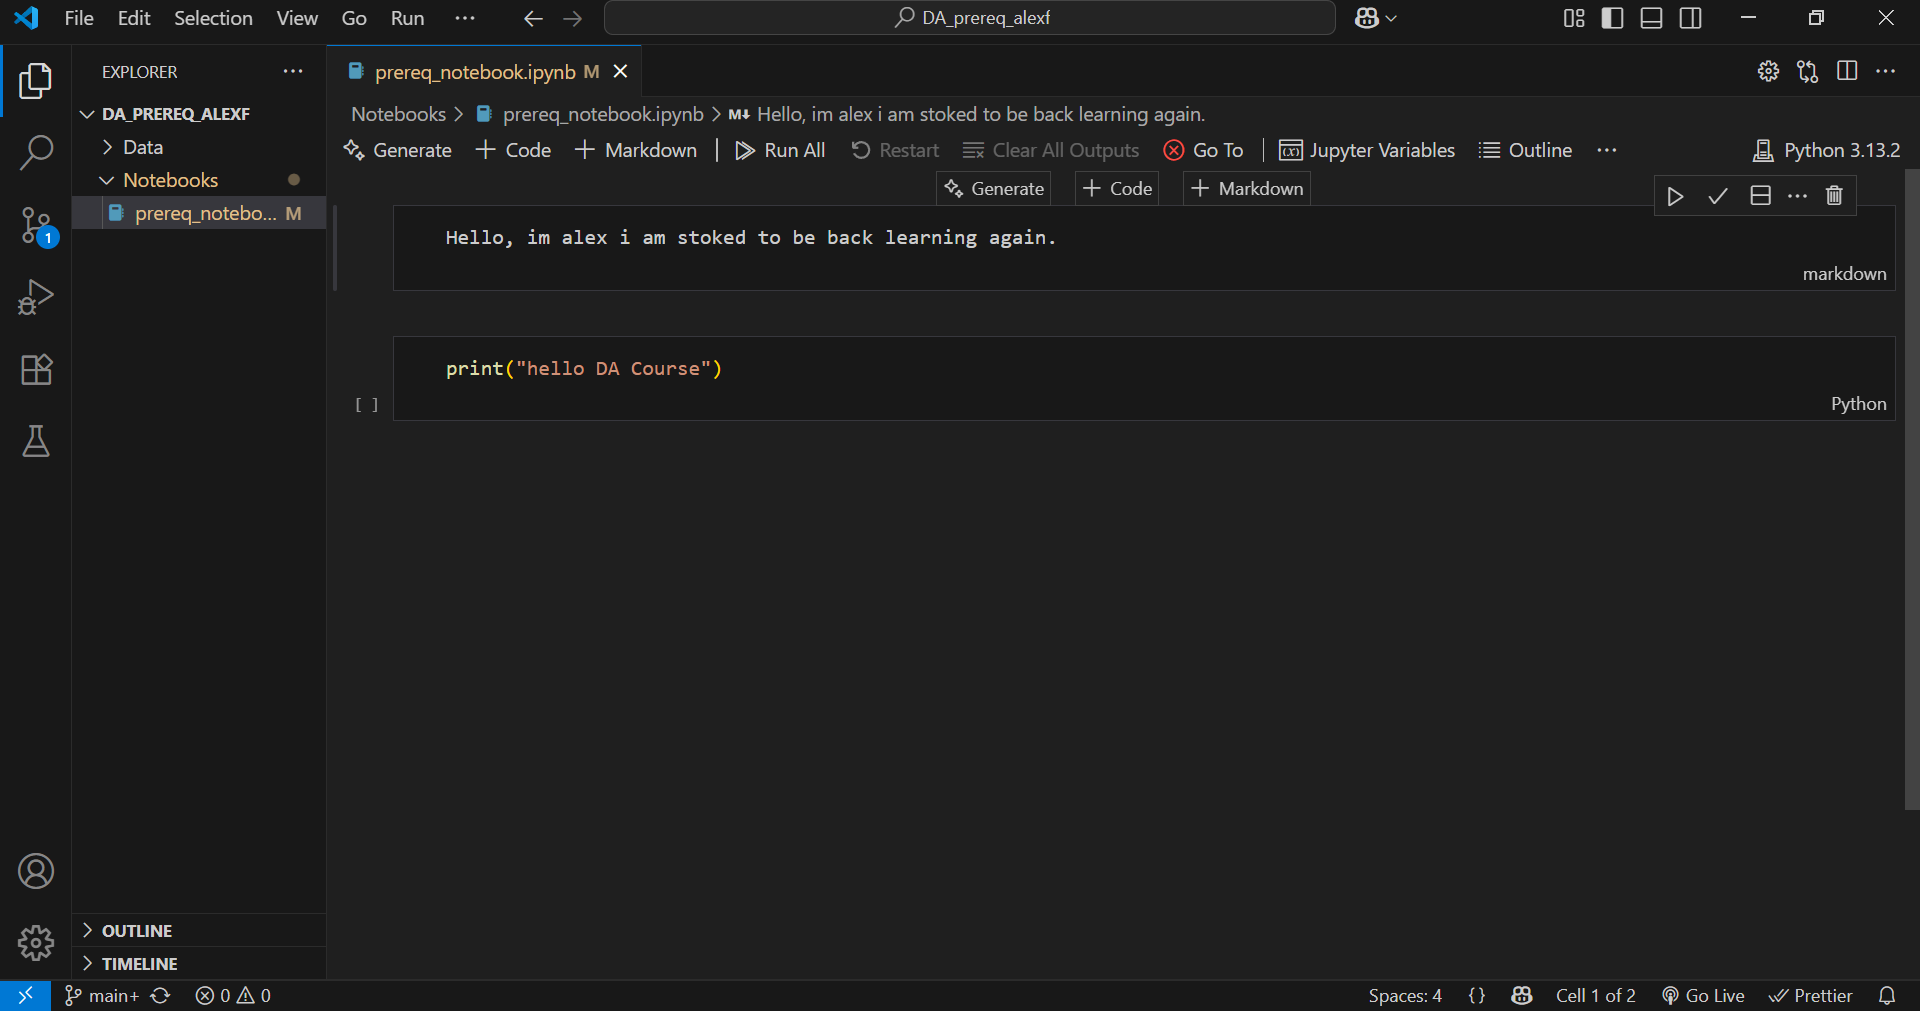 File Edit Selection View Go Run ···
DA_prereq_alexf
EXPLORER ···
DA_PREREQ_ALEXF
Data
Notebooks
prereq_notebo... M
OUTLINE
TIMELINE
prereq_notebook.ipynb M
Notebooks > prereq_notebook.ipynb > M↓ Hello, im alex i am stoked to be back learning again.
Generate + Code + Markdown | Run All Restart Clear All Outputs Go To | Jupyter Variables Outline ··· Python 3.13.2
Generate + Code + Markdown
Hello, im alex i am stoked to be back learning again.
markdown
print("hello DA Course")
[ ]
Python
1
main+ 0 0 Spaces: 4 {} Cell 1 of 2 Go Live Prettier